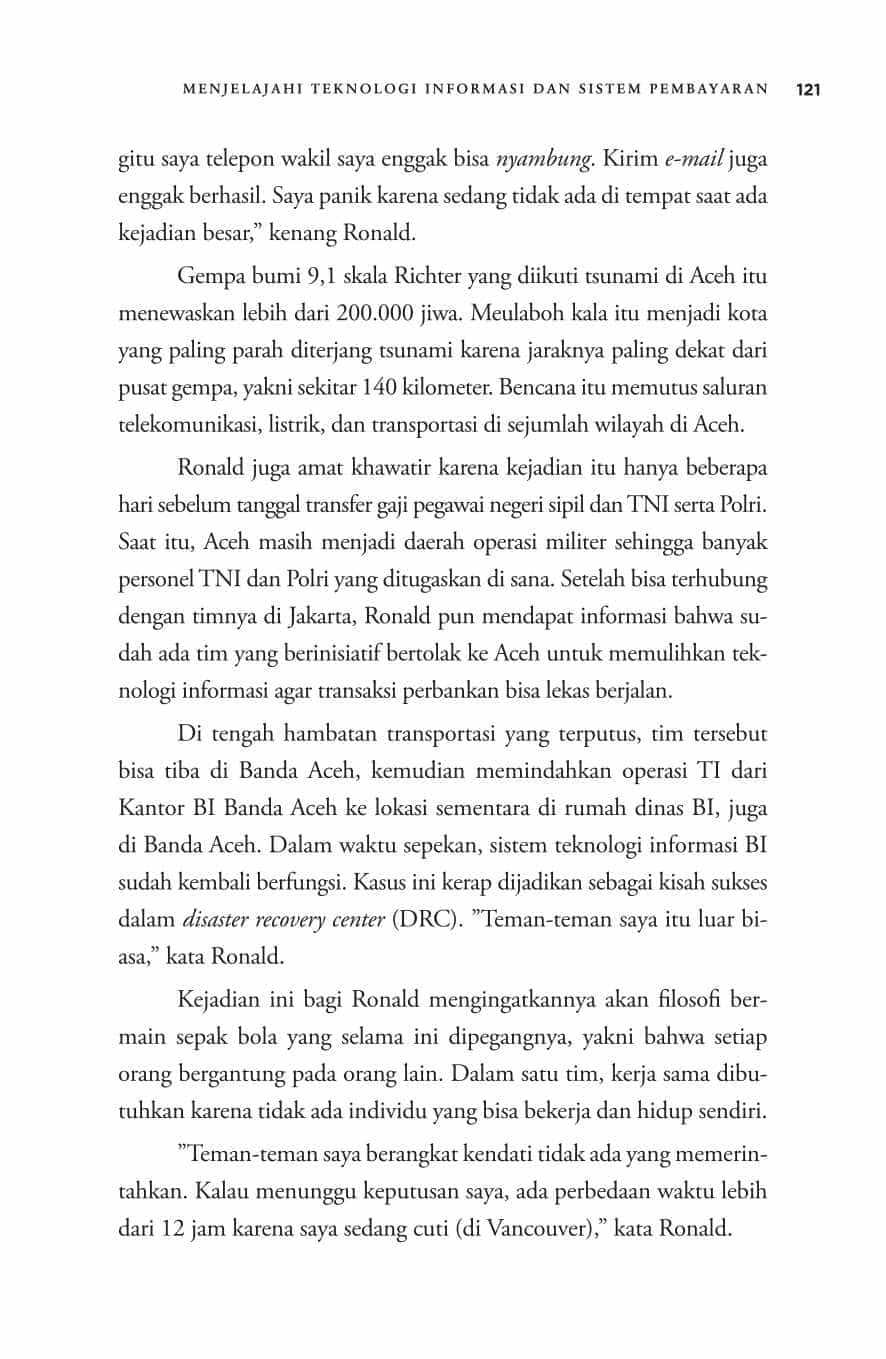 MENJELAJAHI TEKNOLOGI INFORMASI DAN SISTEM PEMBAYARAN 121
gitu saya telepon wakil saya enggak bisa nyambung. Kirim e-mail juga
enggak berhasil. Saya panik karena sedang tidak ada di tempat saat ada
kejadian besar,” kenang Ronald.
Gempa bumi 9,1 skala Richter yang diikuti tsunami di Aceh itu
menewaskan lebih dari 200.000 jiwa. Meulaboh kala itu menjadi kota
yang paling parah diterjang tsunami karena jaraknya paling dekat dari
pusat gempa, yakni sekitar 140 kilometer. Bencana itu memutus saluran
telekomunikasi, listrik, dan transportasi di sejumlah wilayah di Aceh.
Ronald juga amat khawatir karena kejadian itu hanya beberapa
hari sebelum tanggal transfer gaji pegawai negeri sipil dan TNI serta Polri.
Saat itu, Aceh masih menjadi daerah operasi militer sehingga banyak
personel TNI dan Polri yang ditugaskan di sana. Setelah bisa terhubung
dengan timnya di Jakarta, Ronald pun mendapat informasi bahwa su-
dah ada tim yang berinisiatif bertolak ke Aceh untuk memulihkan tek-
nologi informasi agar transaksi perbankan bisa lekas berjalan.
Di tengah hambatan transportasi yang terputus, tim tersebut
bisa tiba di Banda Aceh, kemudian memindahkan operasi TI dari
Kantor BI Banda Aceh ke lokasi sementara di rumah dinas BI, juga
di Banda Aceh. Dalam waktu sepekan, sistem teknologi informasi BI
sudah kembali berfungsi. Kasus ini kerap dijadikan sebagai kisah sukses
dalam disaster recovery center (DRC). ”Teman-teman saya itu luar bi-
asa,” kata Ronald.
Kejadian ini bagi Ronald mengingatkannya akan filosofi ber-
main sepak bola yang selama ini dipegangnya, yakni bahwa setiap
orang bergantung pada orang lain. Dalam satu tim, kerja sama dibu-
tuhkan karena tidak ada individu yang bisa bekerja dan hidup sendiri.
”Teman-teman saya berangkat kendati tidak ada yang memerin-
tahkan. Kalau menunggu keputusan saya, ada perbedaan waktu lebih
dari 12 jam karena saya sedang cuti (di Vancouver),” kata Ronald.